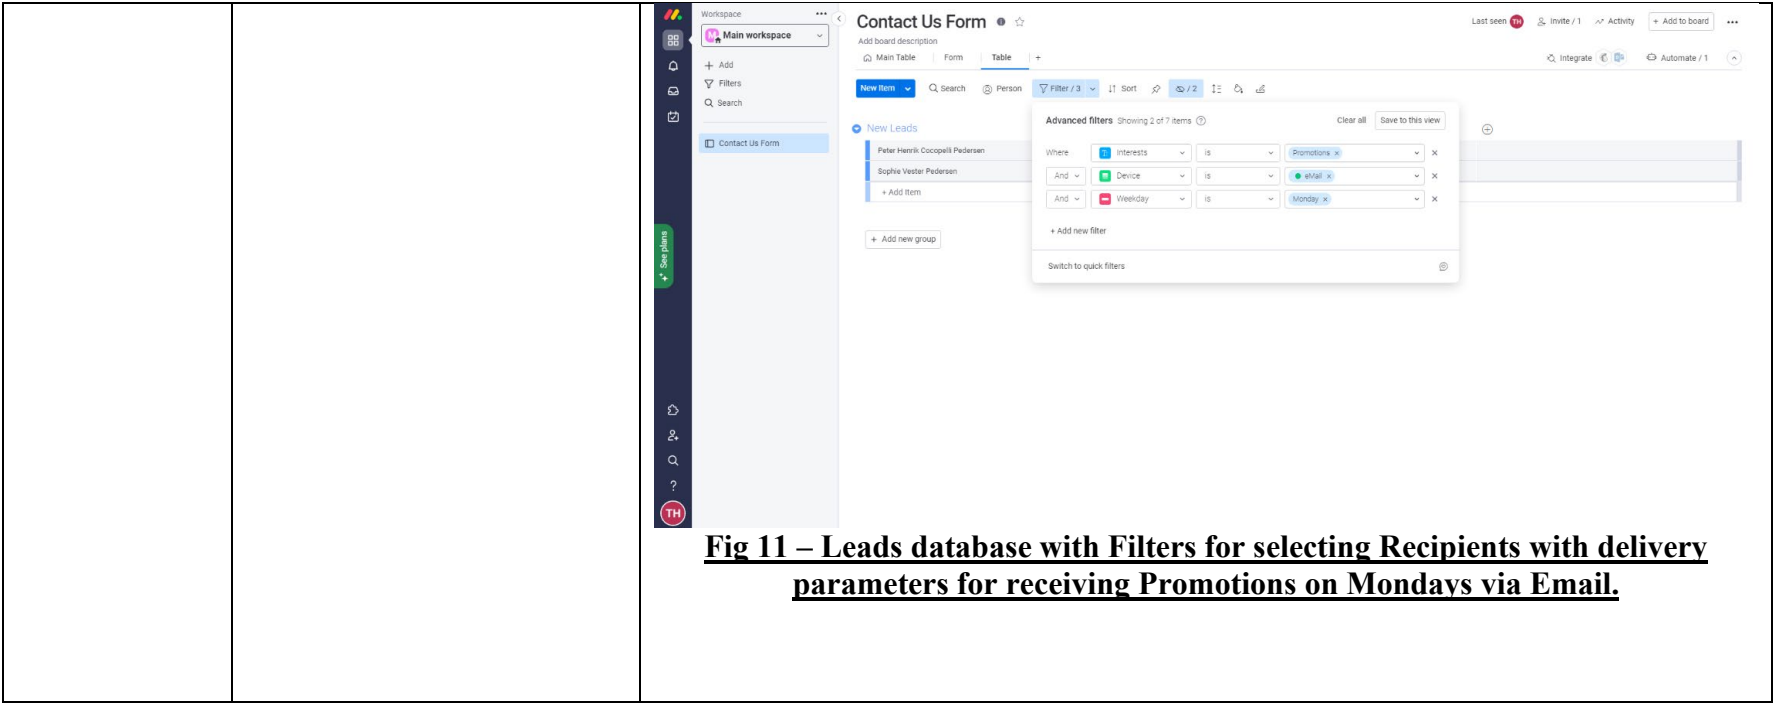 Workspace
Main workspace
Add
Filters
Search
Contact Us Form
See plans
TH
Contact Us Form
Add board description
Last seen TH Invite / 1 Activity + Add to board
Main Table Form Table +
Integrate Automate / 1
New Item Search Person Filter / 3 Sort / 2
New Leads
Peter Henrik Cocopelli Pedersen
Sophie Vester Pedersen
+ Add Item
+ Add new group
Advanced filters Showing 2 of 7 items Clear all Save to this view
Where Interests is Promotions ×
And Device is eMail ×
And Weekday is Monday ×
+ Add new filter
Switch to quick filters
Fig 11 – Leads database with Filters for selecting Recipients with delivery
parameters for receiving Promotions on Mondays via Email.